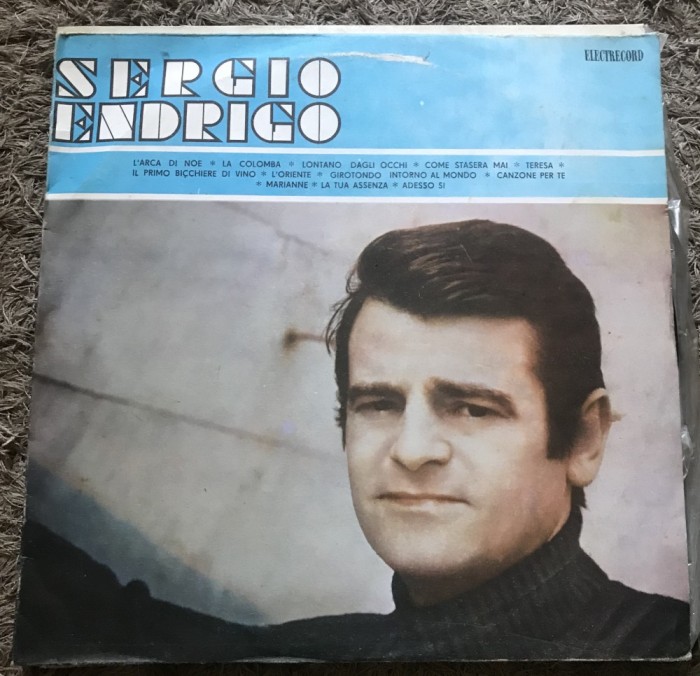 SERGIO
ENDRIGO
ELECTRECORD
L'ARCA DI NOE * LA COLOMBA * LONTANO DAGLI OCCHI * COME STASERA MAI * TERESA *
IL PRIMO BICCHIERE DI VINO * L'ORIENTE * GIROTONDO INTORNO AL MONDO * CANZONE PER TE
* MARIANNE * LA TUA ASSENZA * ADESSO SI